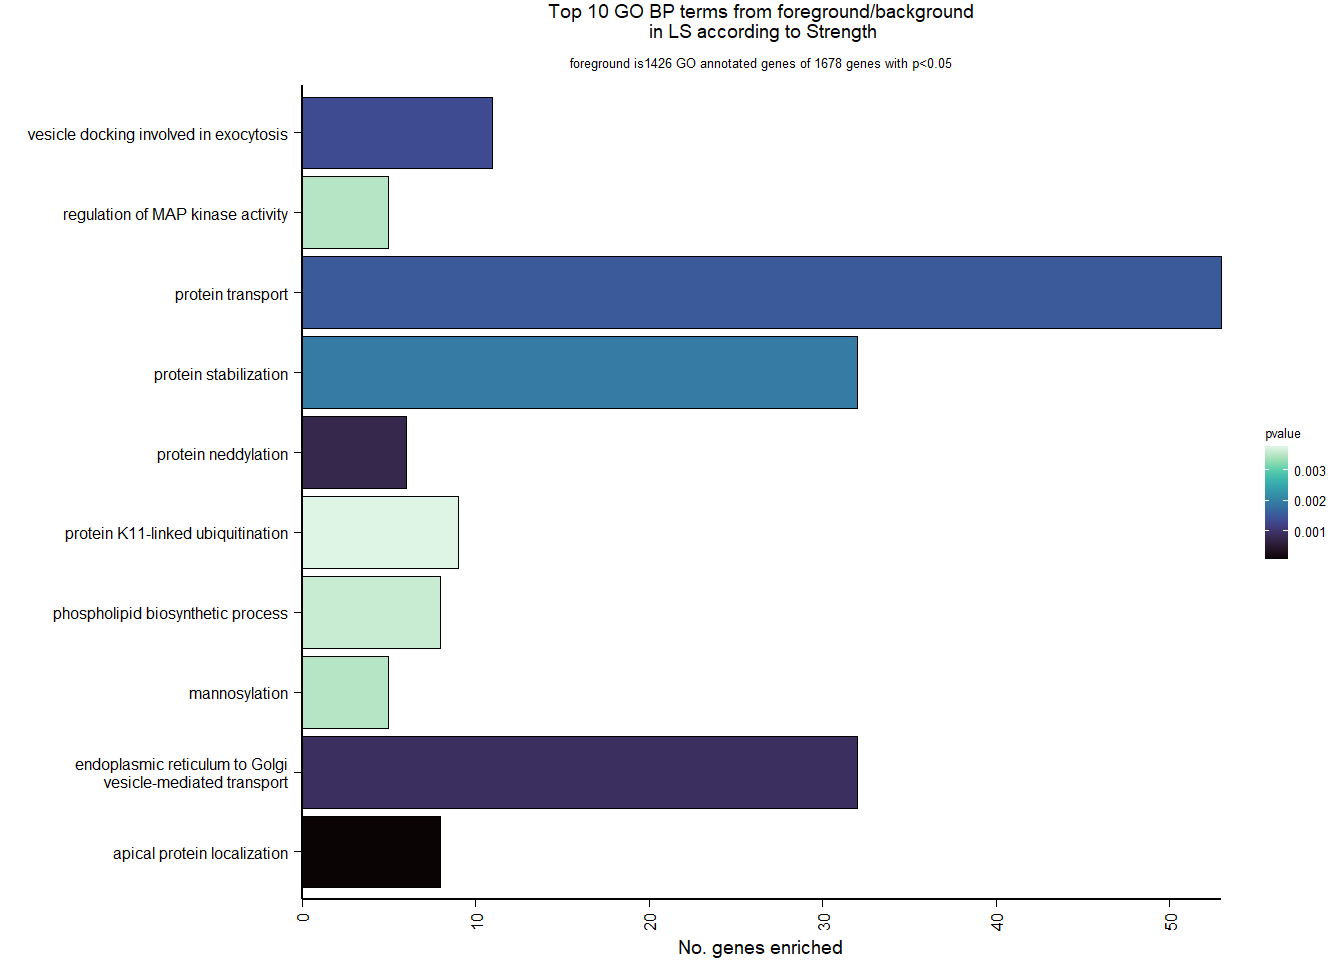 Top 10 GO BP terms from foreground/background
in LS according to Strength
foreground is1426 GO annotated genes of 1678 genes with p<0.05
vesicle docking involved in exocytosis
regulation of MAP kinase activity
protein transport
protein stabilization
protein neddylation
protein K11-linked ubiquitination
phospholipid biosynthetic process
mannosylation
endoplasmic reticulum to Golgi
vesicle-mediated transport
apical protein localization
0
10
20
30
40
50
No. genes enriched
pvalue
0.003
0.002
0.001